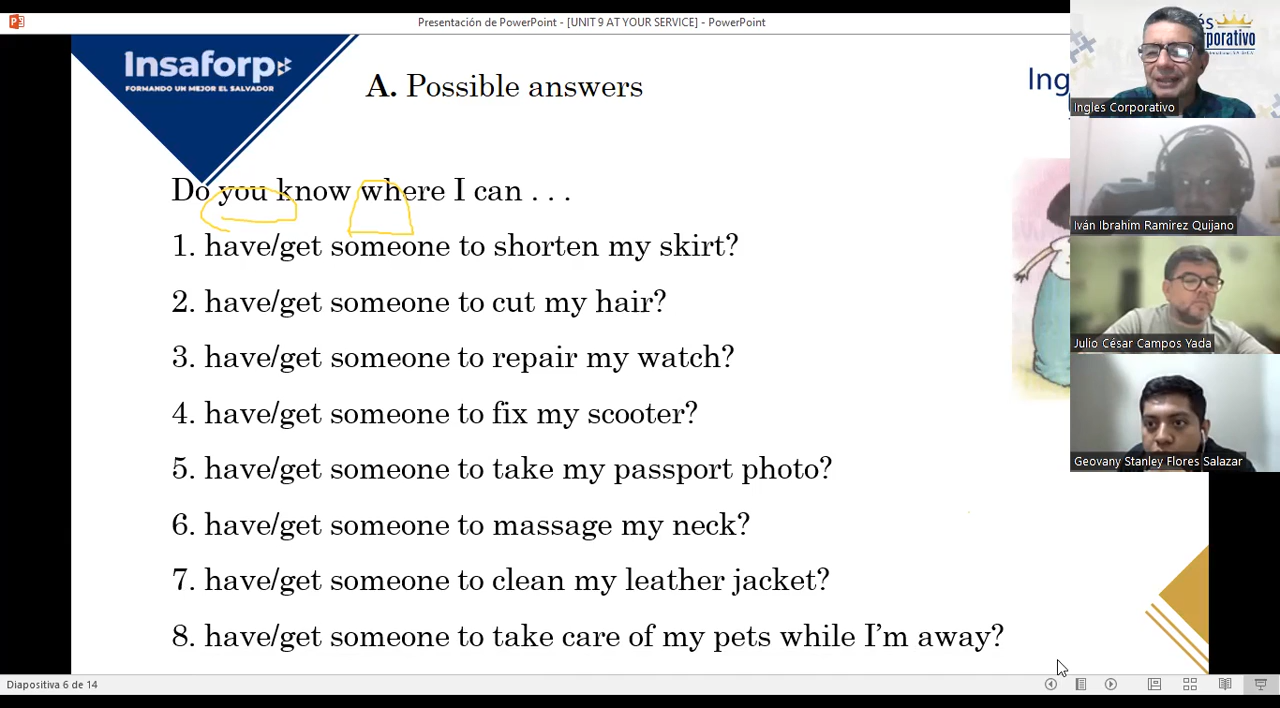 Presentación de PowerPoint - [UNIT 9 AT YOUR SERVICE] - PowerPoint
Insaforp
FORMANDO UN MEJOR EL SALVADOR
A. Possible answers
Ing
Do you know where I can . . .
1. have/get someone to shorten my skirt?
2. have/get someone to cut my hair?
3. have/get someone to repair my watch?
4. have/get someone to fix my scooter?
5. have/get someone to take my passport photo?
6. have/get someone to massage my neck?
7. have/get someone to clean my leather jacket?
8. have/get someone to take care of my pets while I’m away?
Ingles Corporativo
Iván Ibrahim Ramirez Quijano
Julio César Campos Yada
Geovany Stanley Flores Salazar
Diapositiva 6 de 14